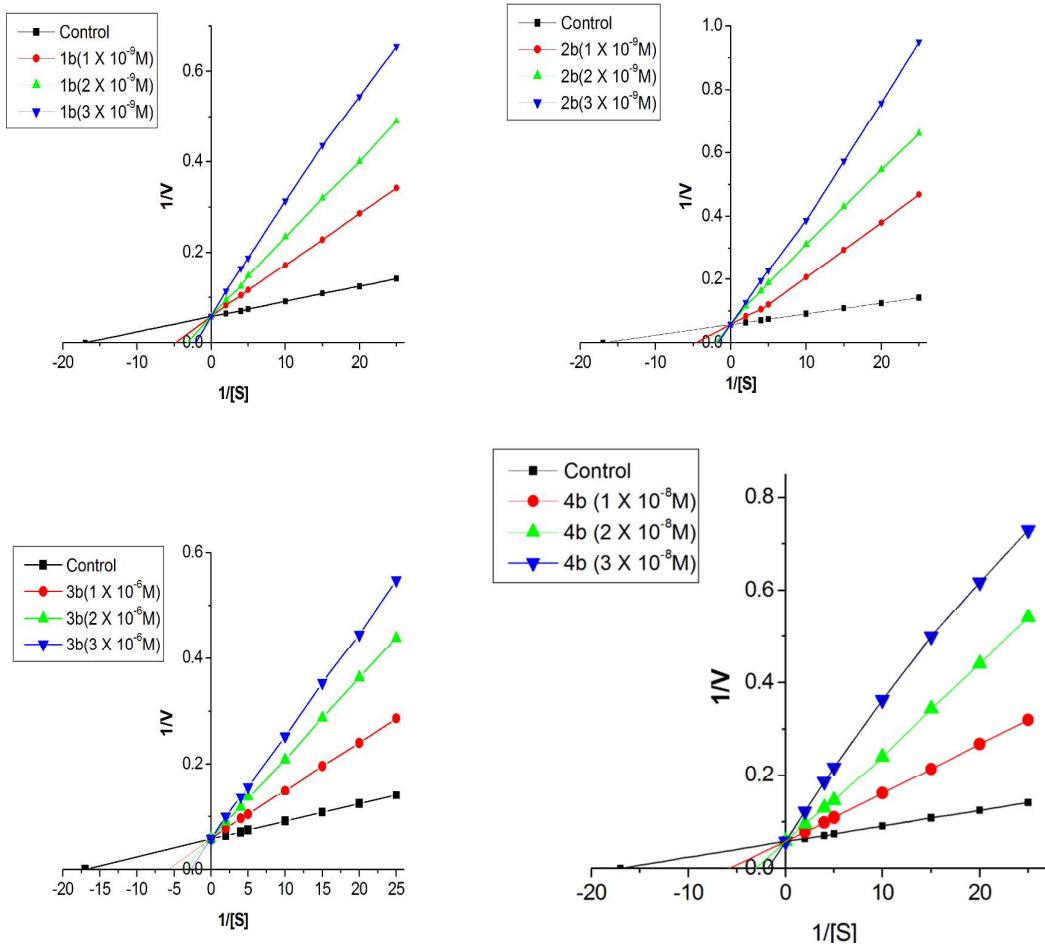 Control
1b(1 X 10⁻⁹M)
1b(2 X 10⁻⁹M)
1b(3 X 10⁻⁹M)
1/V
0.6
0.4
0.2
0.0
-20 -10 0 10 20
1/[S]
Control
2b(1 X 10⁻⁹M)
2b(2 X 10⁻⁹M)
2b(3 X 10⁻⁹M)
1/V
1.0
0.8
0.6
0.4
0.2
0.0
-20 -10 0 10 20
1/[S]
Control
3b(1 X 10⁻⁶M)
3b(2 X 10⁻⁶M)
3b(3 X 10⁻⁶M)
1/V
0.6
0.4
0.2
0.0
-20 -15 -10 -5 0 5 10 15 20 25
1/[S]
Control
4b (1 X 10⁻⁸M)
4b (2 X 10⁻⁸M)
4b (3 X 10⁻⁸M)
1/V
0.8
0.6
0.4
0.2
0.0
-20 -10 0 10 20
1/[S]